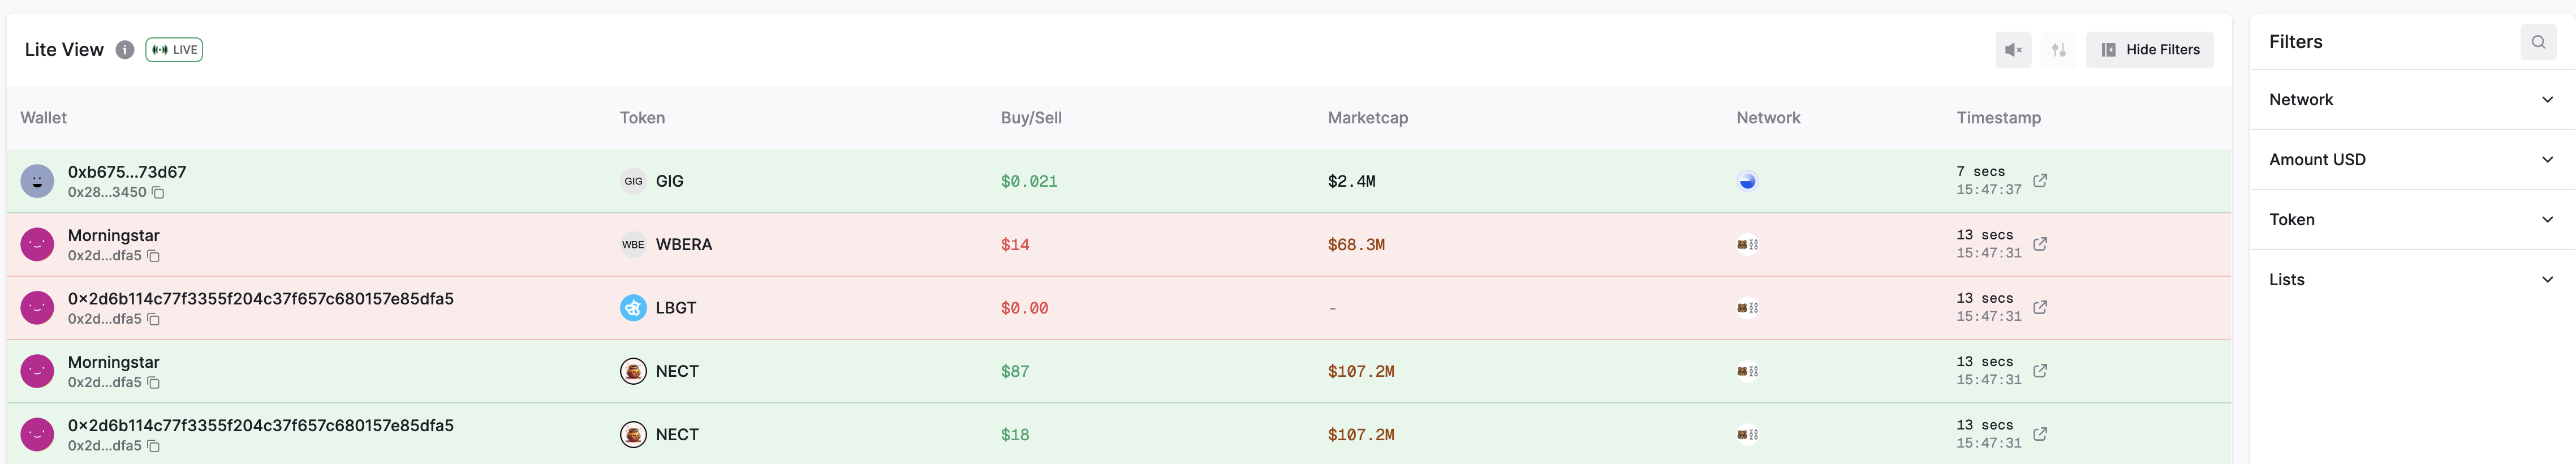 Lite View
LIVE
Hide Filters
Filters
Wallet Token Buy/Sell Marketcap Network Timestamp
Network
Amount USD
Token
Lists
0xb675...73d67
0x28...3450
GIG GIG $0.021 $2.4M
7 secs
15:47:37
Morningstar
0x2d...dfa5
WBE WBERA $14 $68.3M
13 secs
15:47:31
0×2d6b114c77f3355f204c37f657c680157e85dfa5
0x2d...dfa5
LBGT $0.00 -
13 secs
15:47:31
Morningstar
0x2d...dfa5
NECT $87 $107.2M
13 secs
15:47:31
0×2d6b114c77f3355f204c37f657c680157e85dfa5
0x2d...dfa5
NECT $18 $107.2M
13 secs
15:47:31